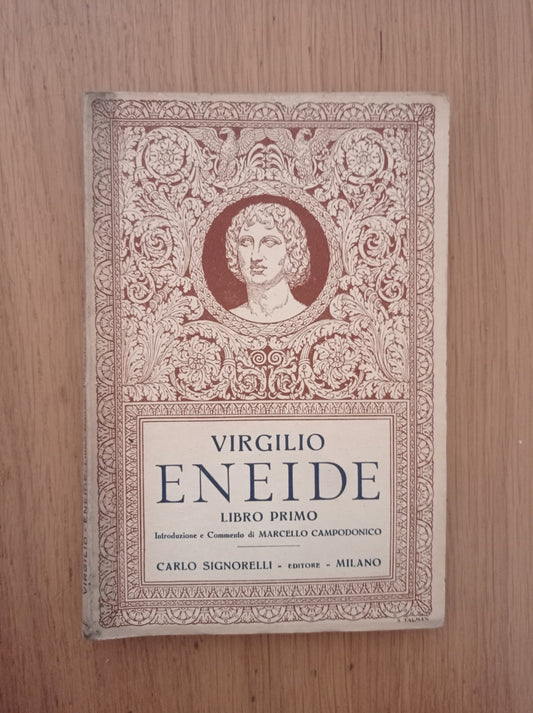 VIRGILIO
ENEIDE
LIBRO PRIMO
Introduzione e Commento di MARCELLO CAMPODONICO
CARLO SIGNORELLI - EDITORE - MILANO
VIRGILIO - ENEIDE